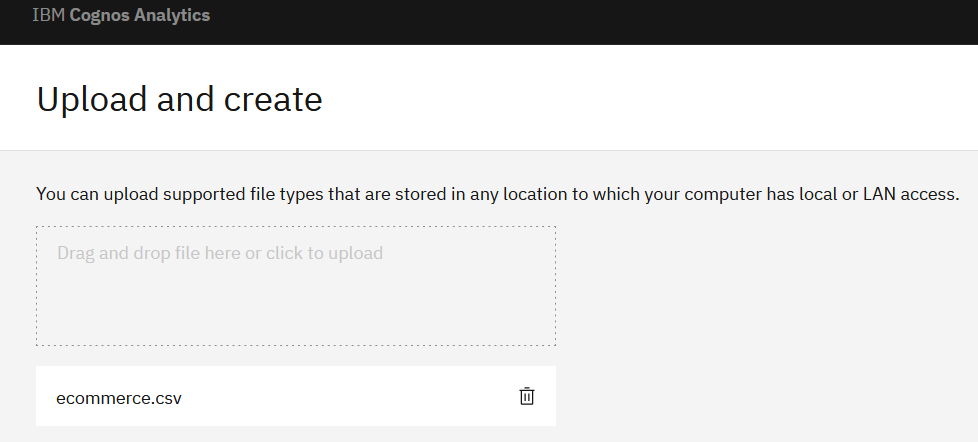 IBM Cognos Analytics
Upload and create
You can upload supported file types that are stored in any location to which your computer has local or LAN access.
Drag and drop file here or click to upload
ecommerce.csv